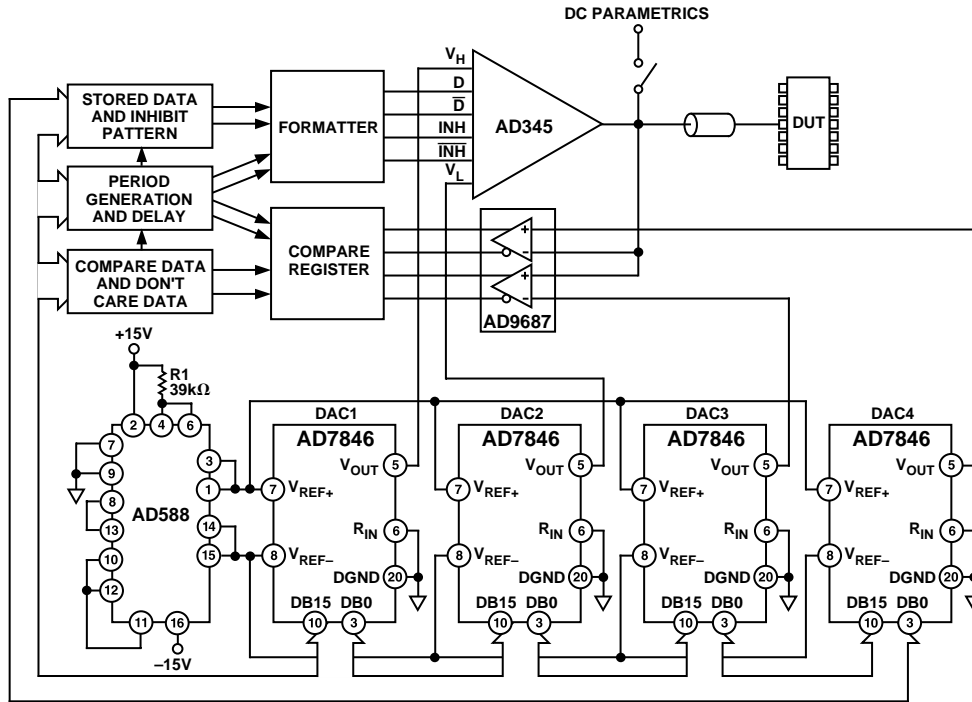 DC PARAMETRICS
V_H
D
D̅
INH
I̅N̅H̅
V_L
STORED DATA
AND INHIBIT
PATTERN
FORMATTER
AD345
DUT
PERIOD
GENERATION
AND DELAY
COMPARE DATA
AND DON'T
CARE DATA
COMPARE
REGISTER
+
–
+
–
AD9687
+15V
R1
39kΩ
2
4
6
7
9
8
13
10
12
11
16
3
1
14
15
AD588
–15V
DAC1
AD7846
V_OUT
5
7
V_REF+
R_IN
6
8
V_REF–
DGND
20
DB15
DB0
10
3
DAC2
AD7846
V_OUT
5
7
V_REF+
R_IN
6
8
V_REF–
DGND
20
DB15
DB0
10
3
DAC3
AD7846
V_OUT
5
7
V_REF+
R_IN
6
8
V_REF–
DGND
20
DB15
DB0
10
3
DAC4
AD7846
V_OUT
5
7
V_REF+
R_IN
6
8
V_REF–
DGND
20
DB15
DB0
10
3